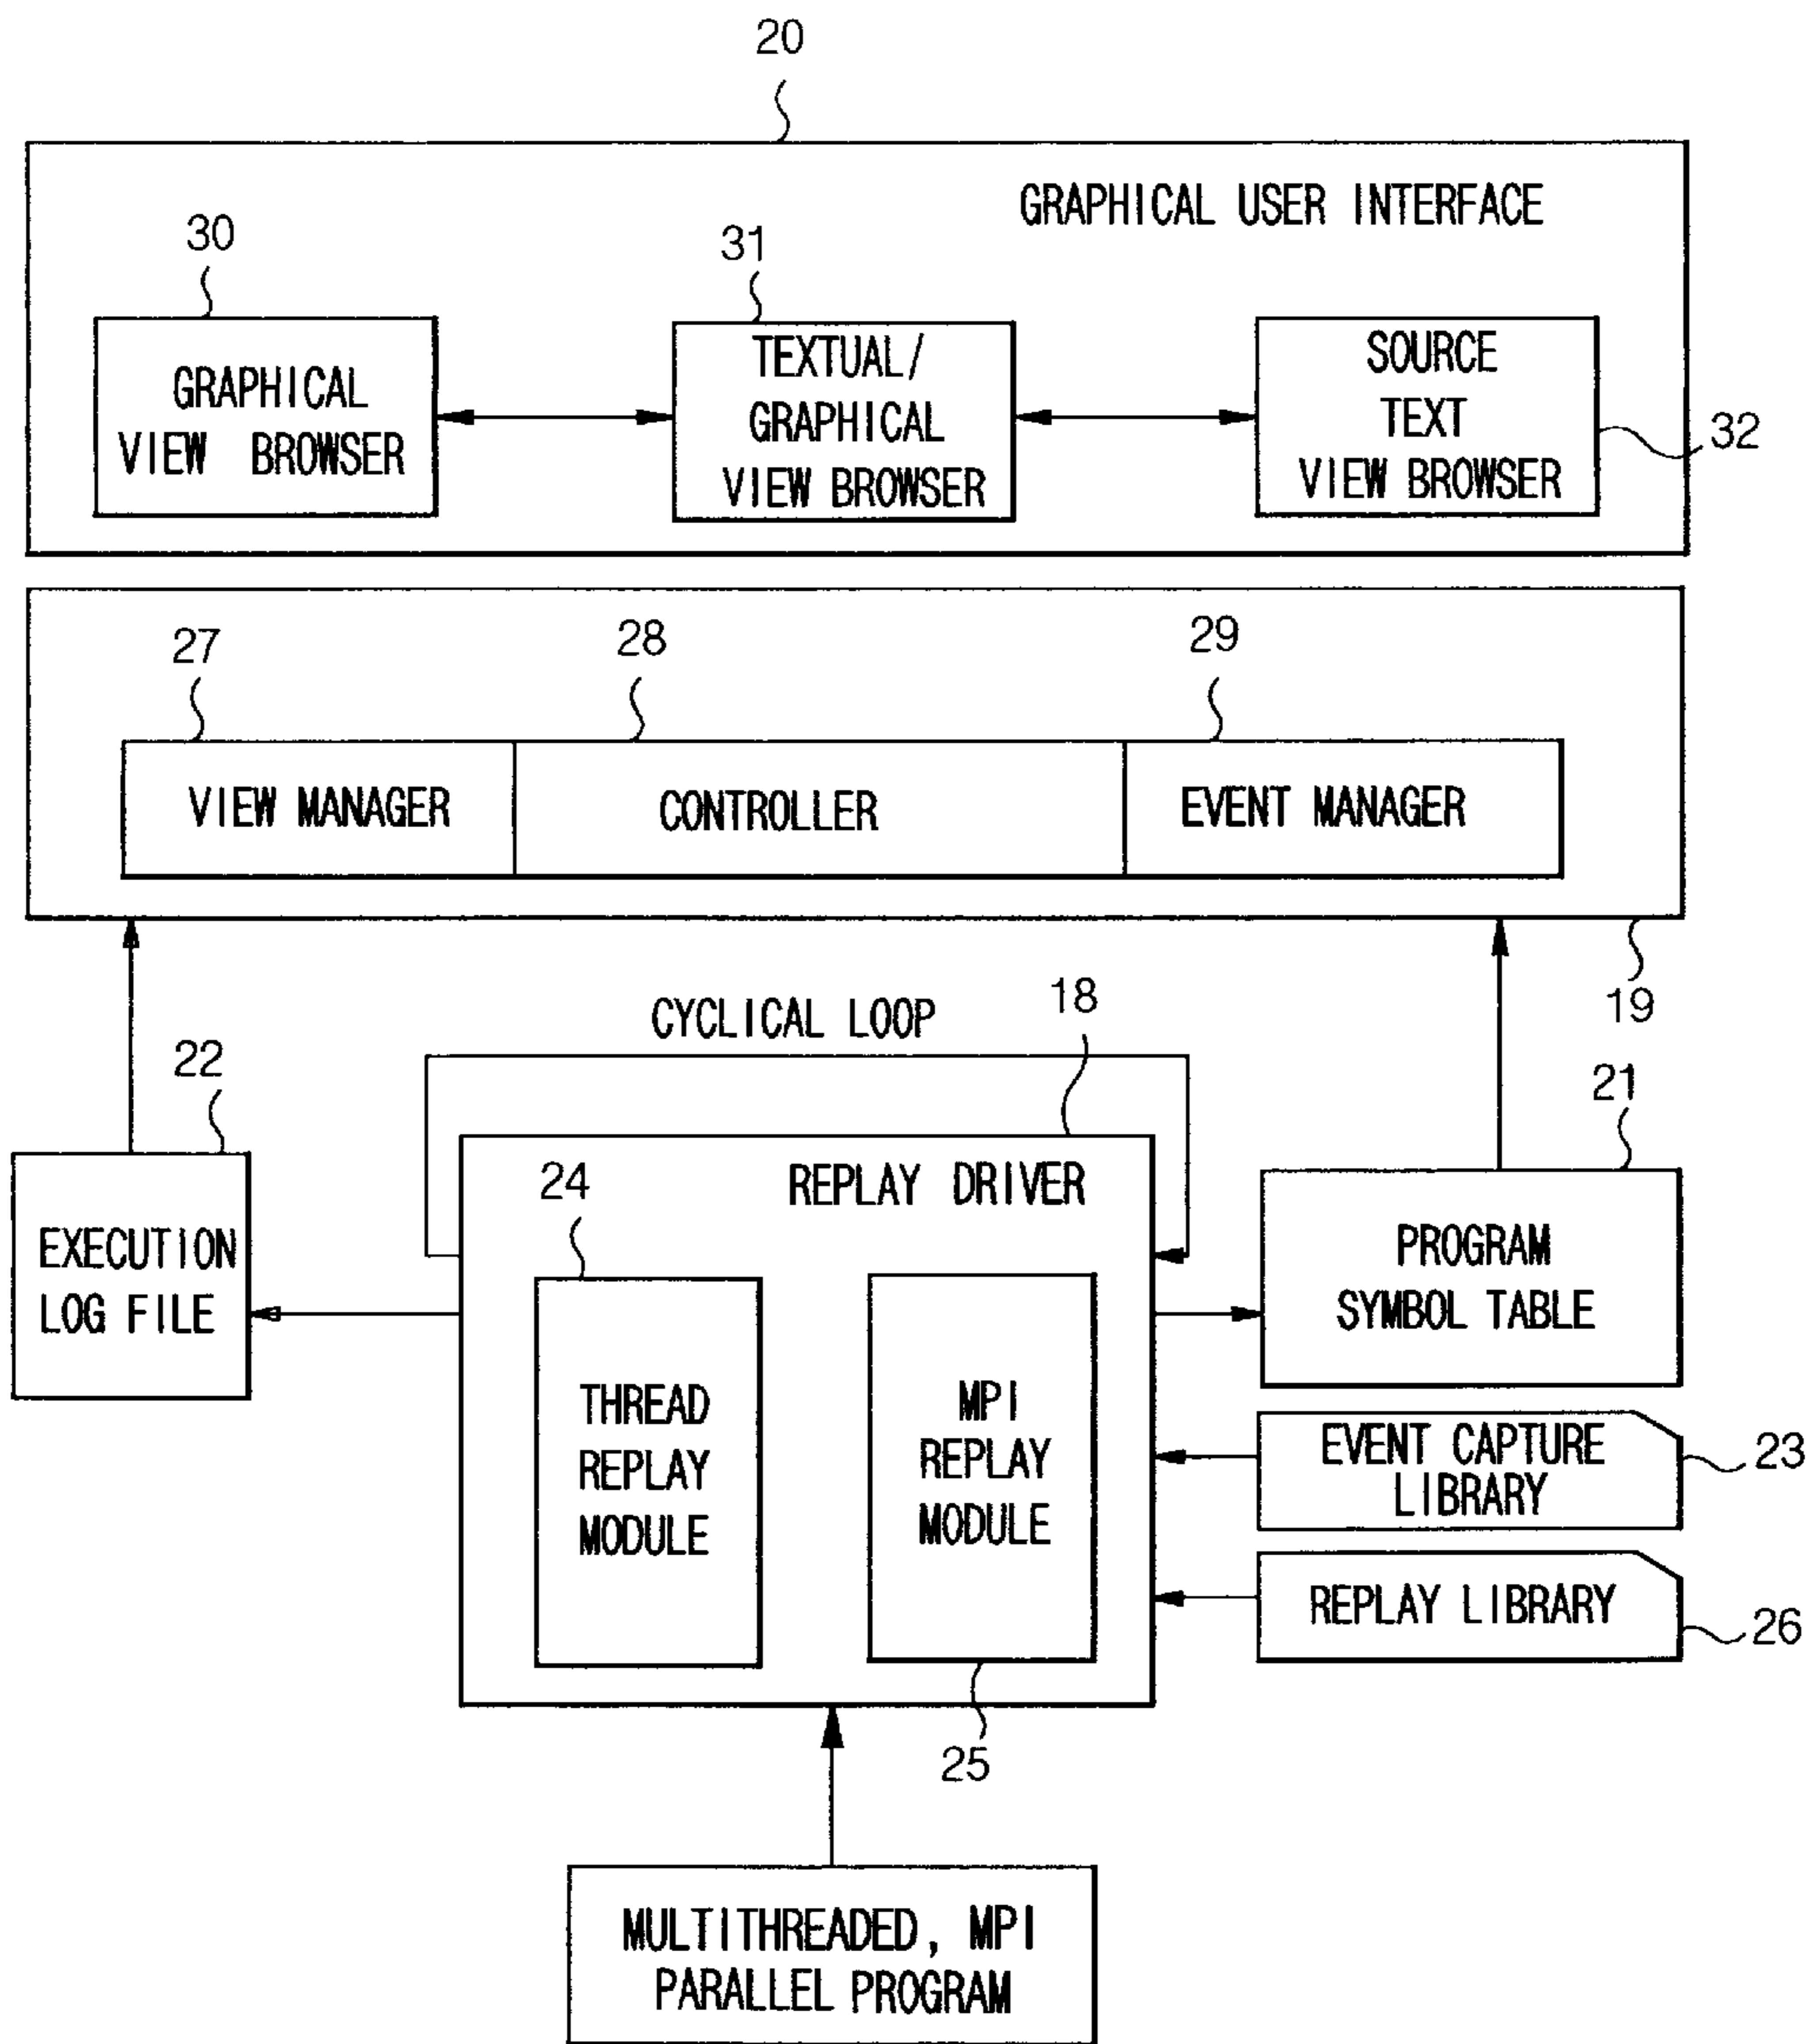 20
GRAPHICAL USER INTERFACE
30
31
GRAPHICAL
VIEW BROWSER
TEXTUAL/
GRAPHICAL
VIEW BROWSER
SOURCE
TEXT
VIEW BROWSER
32
27
28
29
VIEW MANAGER
CONTROLLER
EVENT MANAGER
19
CYCLICAL LOOP
18
22
21
EXECUTION
LOG FILE
REPLAY DRIVER
24
THREAD
REPLAY
MODULE
MPI
REPLAY
MODULE
25
PROGRAM
SYMBOL TABLE
EVENT CAPTURE
LIBRARY
23
REPLAY LIBRARY
26
MULTITHREADED, MPI
PARALLEL PROGRAM